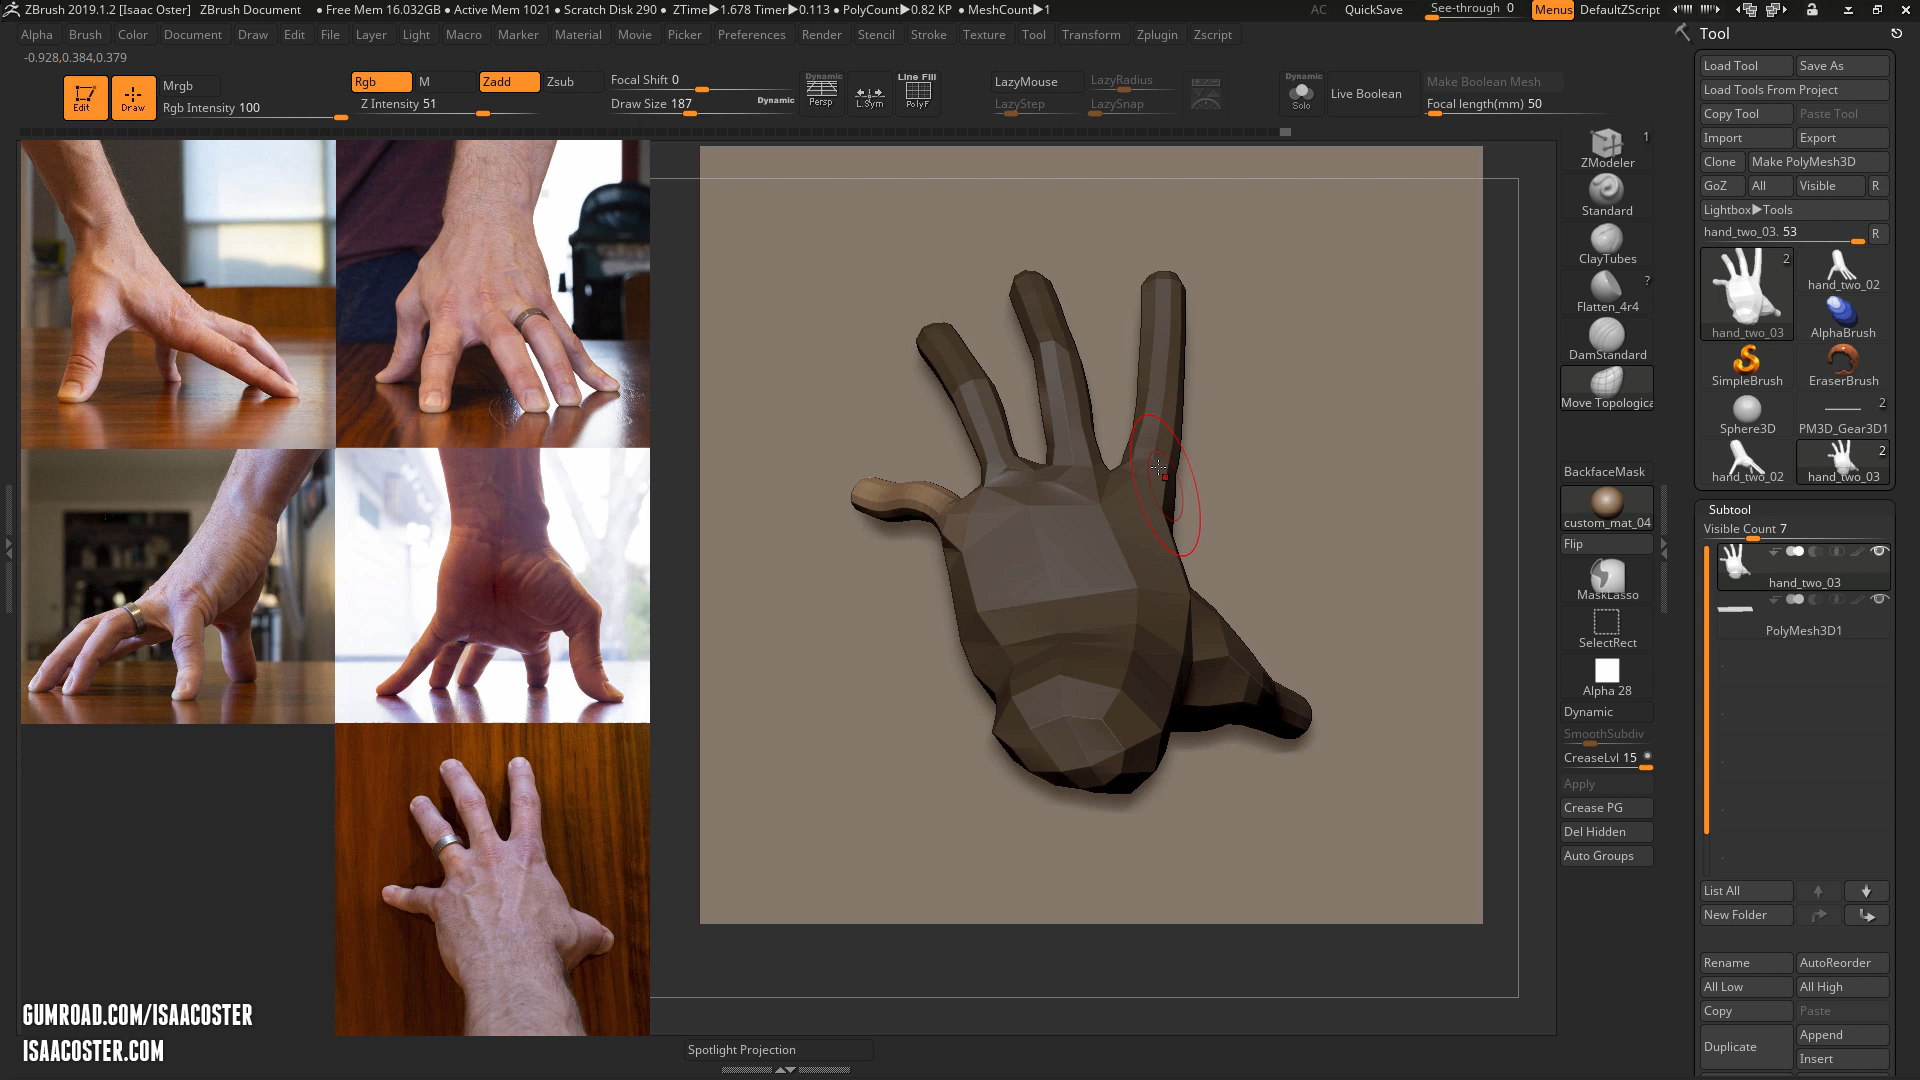 ZBrush 2019.1.2 [Isaac Oster] ZBrush Document • Free Mem 16.032GB • Active Mem 1021 • Scratch Disk 290 • ZTime▶1.678 Timer▶0.113 • PolyCount▶0.82 KP • MeshCount▶1 AC QuickSave See-through 0 Menus DefaultZScript
Alpha Brush Color Document Draw Edit File Layer Light Macro Marker Material Movie Picker Preferences Render Stencil Stroke Texture Tool Transform Zplugin Zscript
-0.928,0.384,0.379
Edit
Draw
Mrgb
Rgb Intensity 100
Rgb M Zadd Zsub
Z Intensity 51
Focal Shift 0
Draw Size 187 Dynamic
Dynamic
Persp
L.Sym
Line Fill
PolyF
LazyMouse LazyRadius
LazyStep LazySnap
Dynamic
Solo
Live Boolean
Make Boolean Mesh
Focal length(mm) 50
1
ZModeler
Standard
ClayTubes
?
Flatten_4r4
DamStandard
Move Topologica
BackfaceMask
custom_mat_04
Flip
MaskLasso
SelectRect
Alpha 28
Dynamic
SmoothSubdiv
CreaseLvl 15
Apply
Crease PG
Del Hidden
Auto Groups
Tool
Load Tool Save As
Load Tools From Project
Copy Tool Paste Tool
Import Export
Clone Make PolyMesh3D
GoZ All Visible R
Lightbox▶Tools
hand_two_03. 53 R
2
hand_two_03
hand_two_02
AlphaBrush
SimpleBrush EraserBrush
2
Sphere3D PM3D_Gear3D1
2
hand_two_02 hand_two_03
Subtool
Visible Count 7
hand_two_03
PolyMesh3D1
List All
New Folder
Rename AutoReorder
All Low All High
Copy Paste
Duplicate Append
Insert
GUMROAD.COM/ISAACOSTER
ISAACOSTER.COM
Spotlight Projection